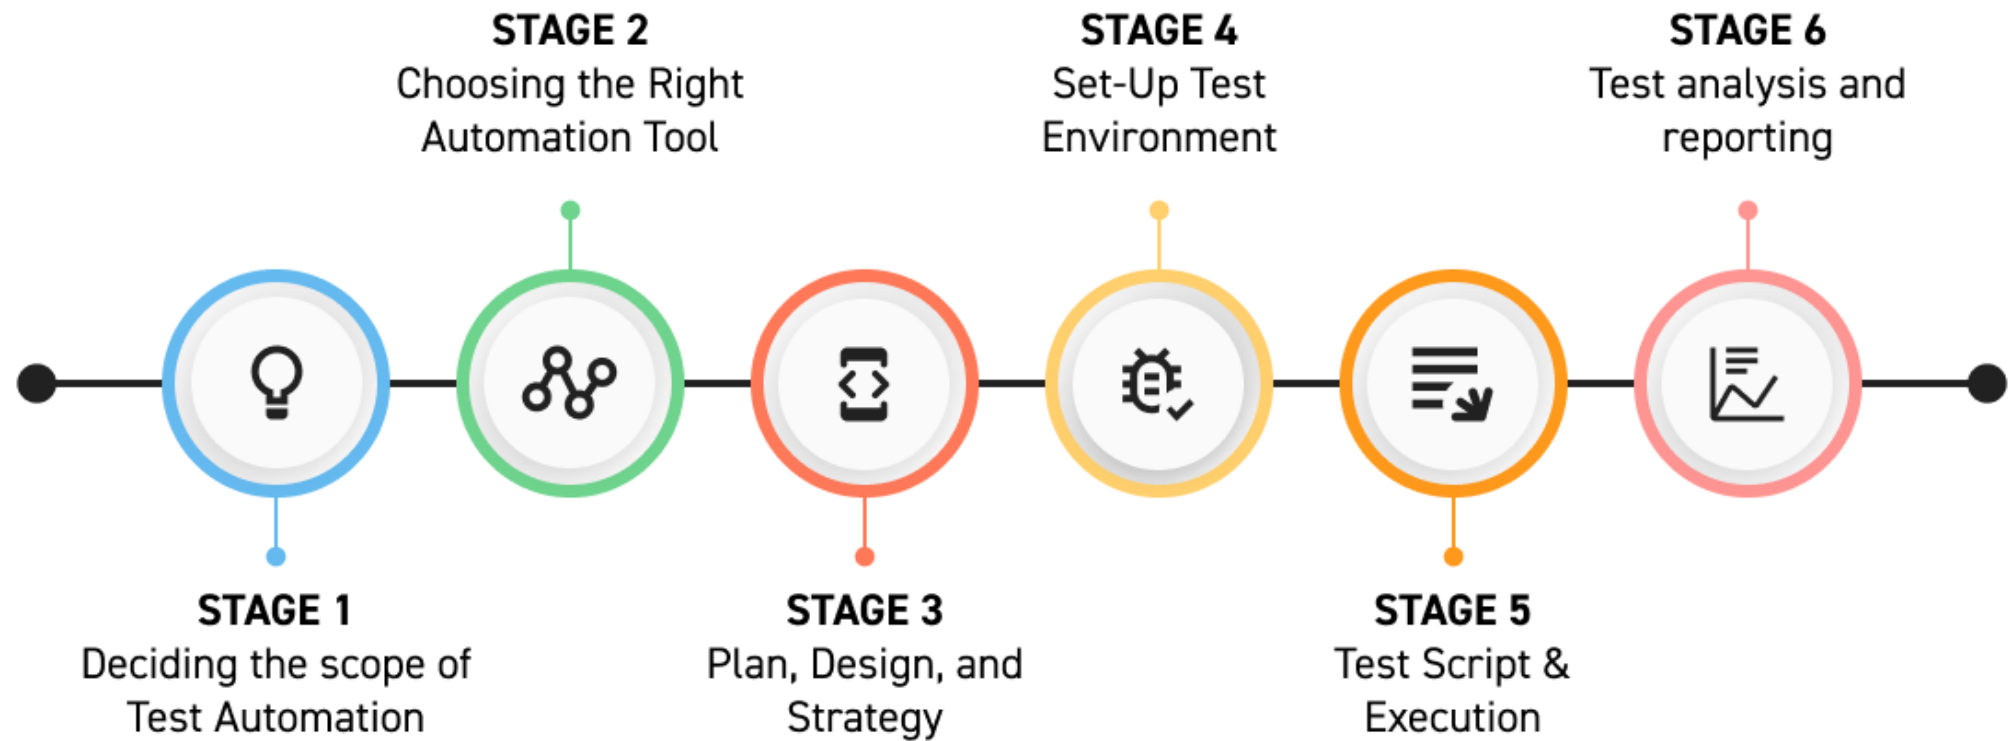 STAGE 1
Deciding the scope of
Test Automation
STAGE 2
Choosing the Right
Automation Tool
STAGE 3
Plan, Design, and
Strategy
STAGE 4
Set-Up Test
Environment
STAGE 5
Test Script &
Execution
STAGE 6
Test analysis and
reporting